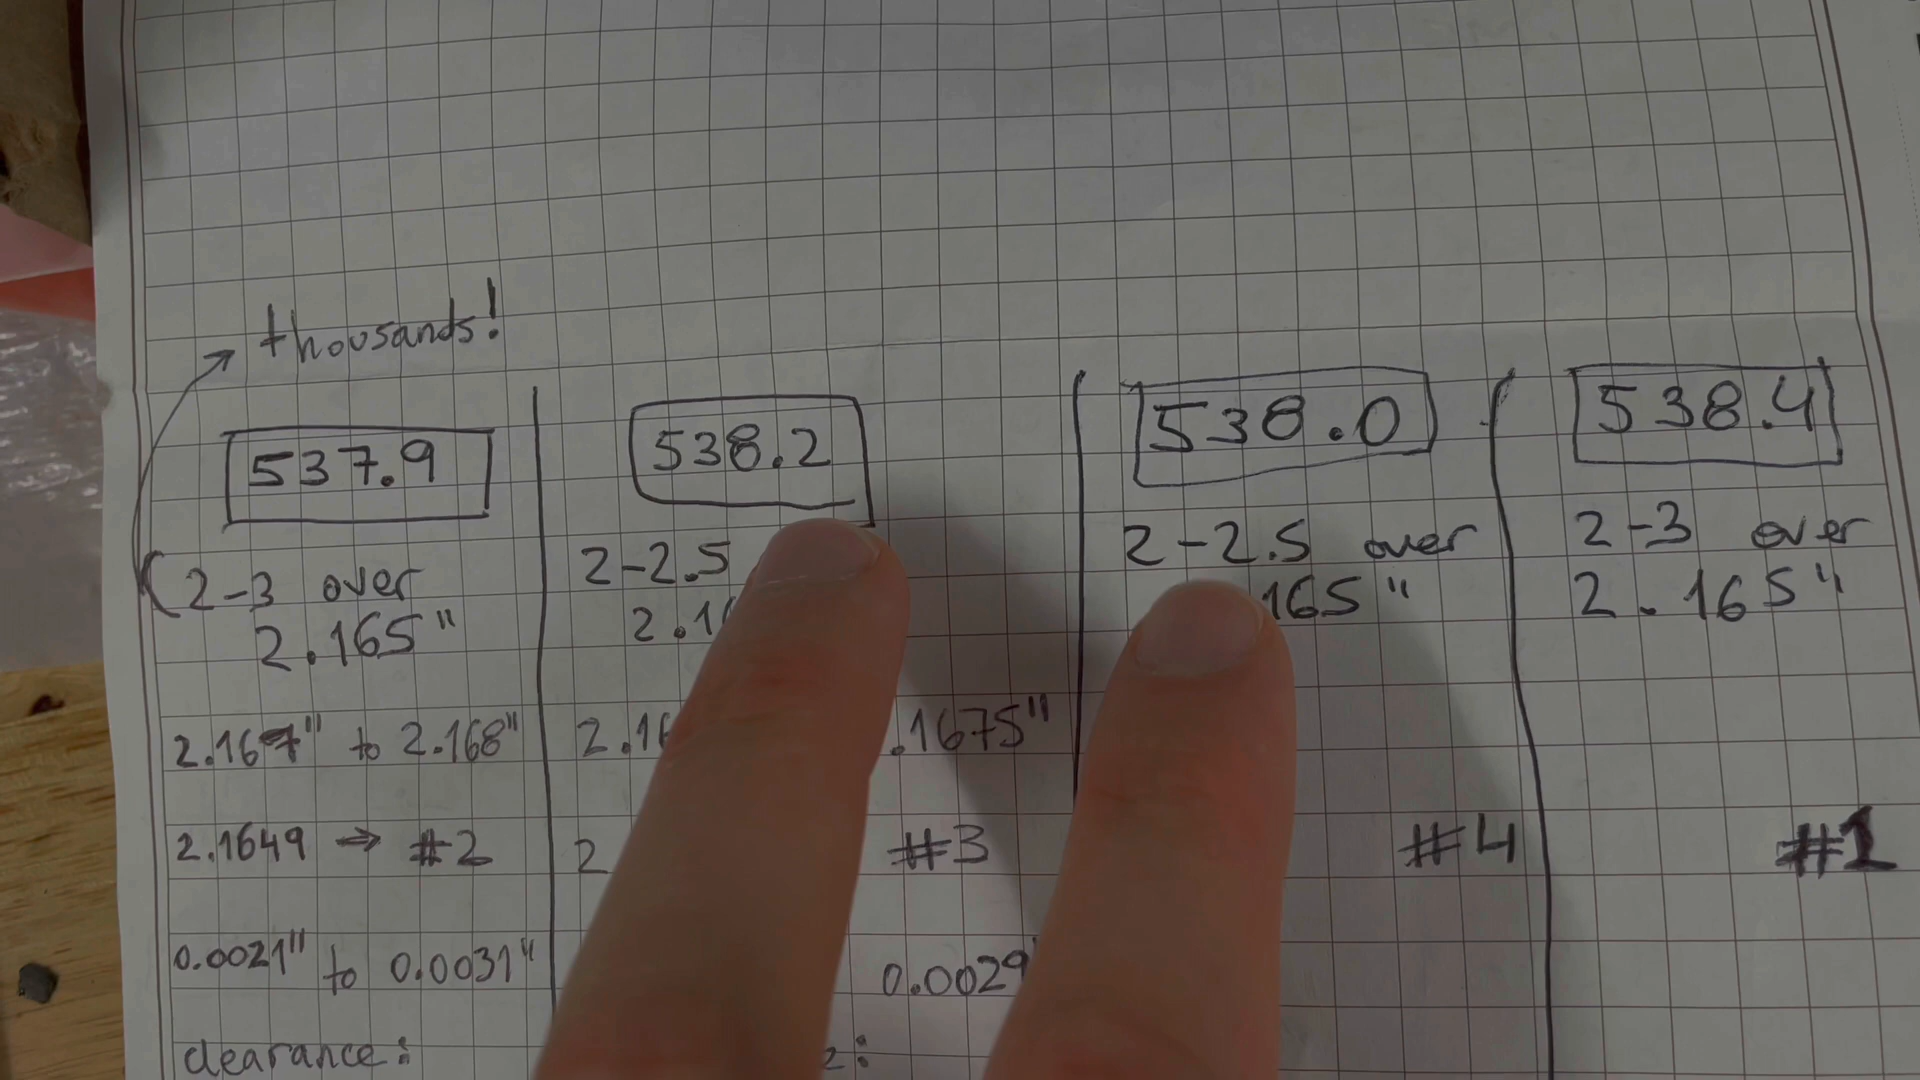 thousands!
537.9
2-3 over
2.165"
2.167" to 2.168"
2.1649 → #2
0.0021" to 0.0031"
clearance:
538.2
2-2.5
.1675"
#3
0.0029
538.0
2-2.5 over
165"
#4
538.4
2-3 over
2.165"
#1